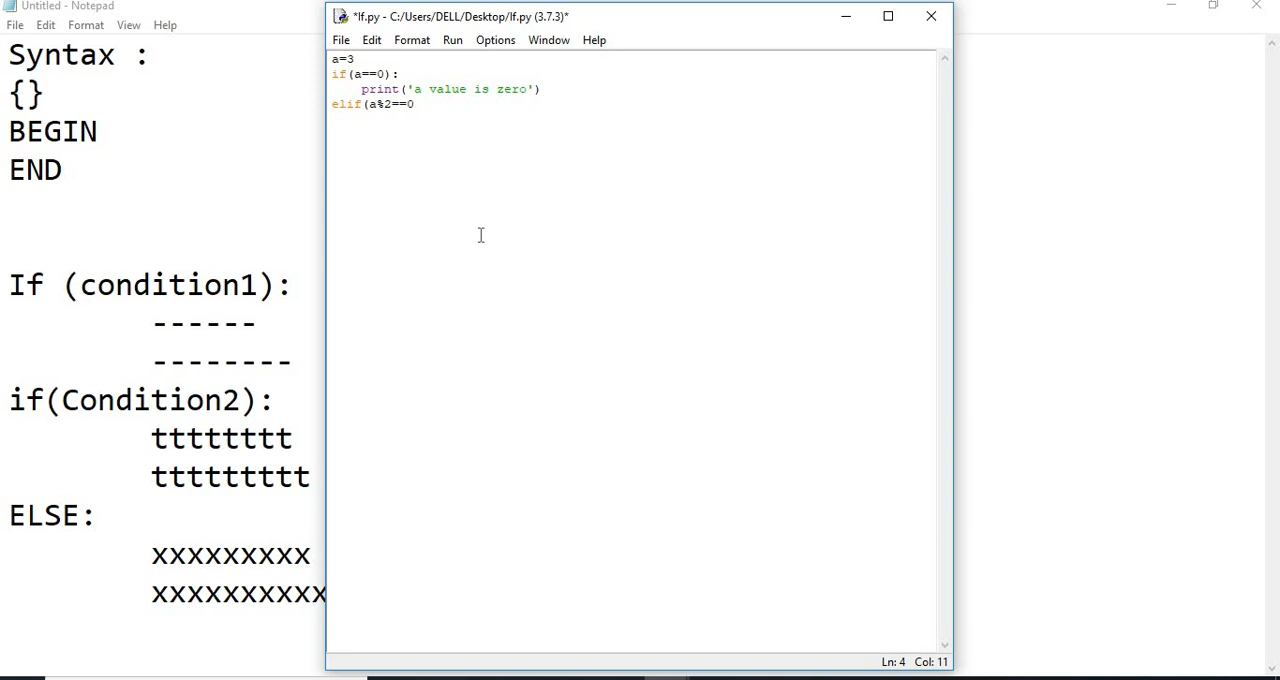 Untitled - Notepad
File Edit Format View Help
Syntax :
{}
BEGIN
END
If (condition1):
------
--------
if(Condition2):
tttttttt
ttttttttt
ELSE:
xxxxxxxxx
xxxxxxxxxx
*If.py - C:/Users/DELL/Desktop/If.py (3.7.3)*
File Edit Format Run Options Window Help
a=3
if(a==0):
print('a value is zero')
elif(a%2==0
Ln: 4 Col: 11